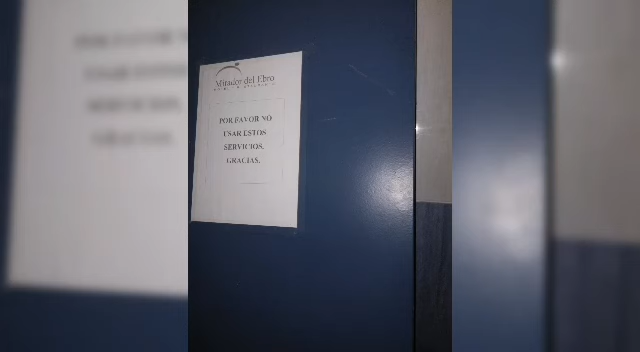 Mirador del Ebro
POR FAVOR NO
USAR ESTOS
SERVICIOS.
GRACIAS.